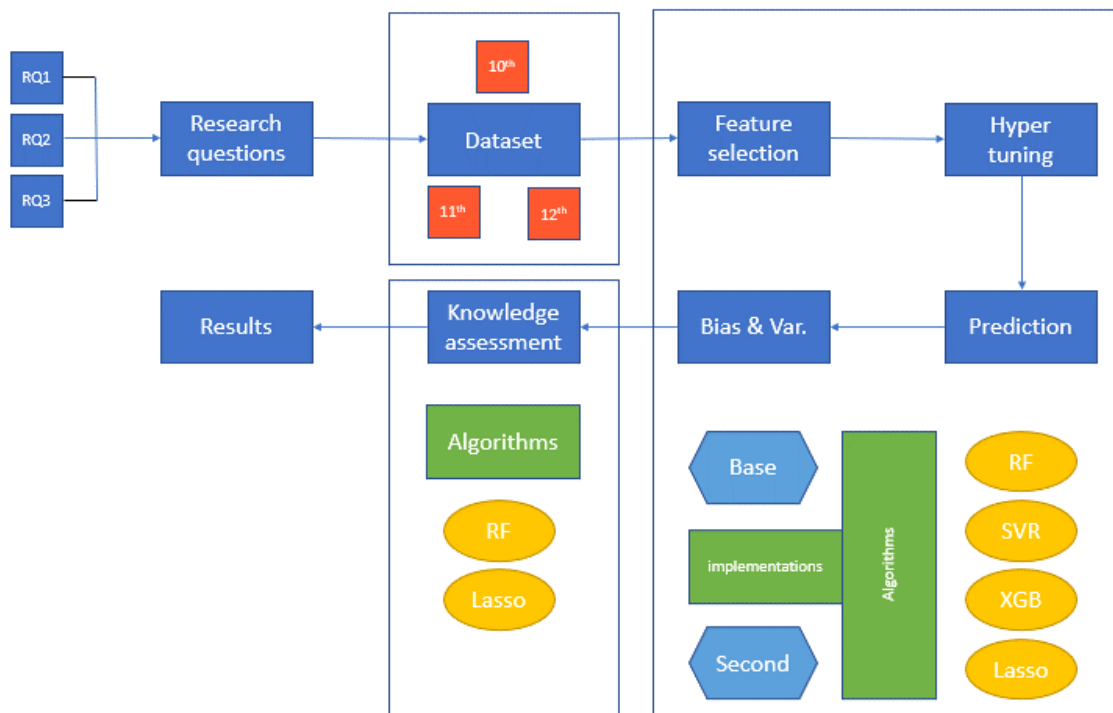 RQ1
RQ2
RQ3
Research
questions
10th
Dataset
11th
12th
Feature
selection
Hyper
tuning
Results
Knowledge
assessment
Bias & Var.
Prediction
Algorithms
RF
Lasso
Base
implementations
Second
Algorithms
RF
SVR
XGB
Lasso